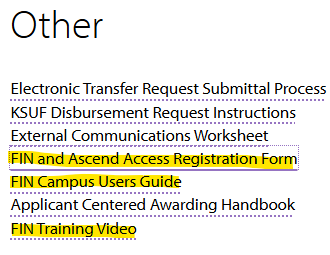 Other
Electronic Transfer Request Submittal Process
KSUF Disbursement Request Instructions
External Communications Worksheet
FIN and Ascend Access Registration Form
FIN Campus Users Guide
Applicant Centered Awarding Handbook
FIN Training Video